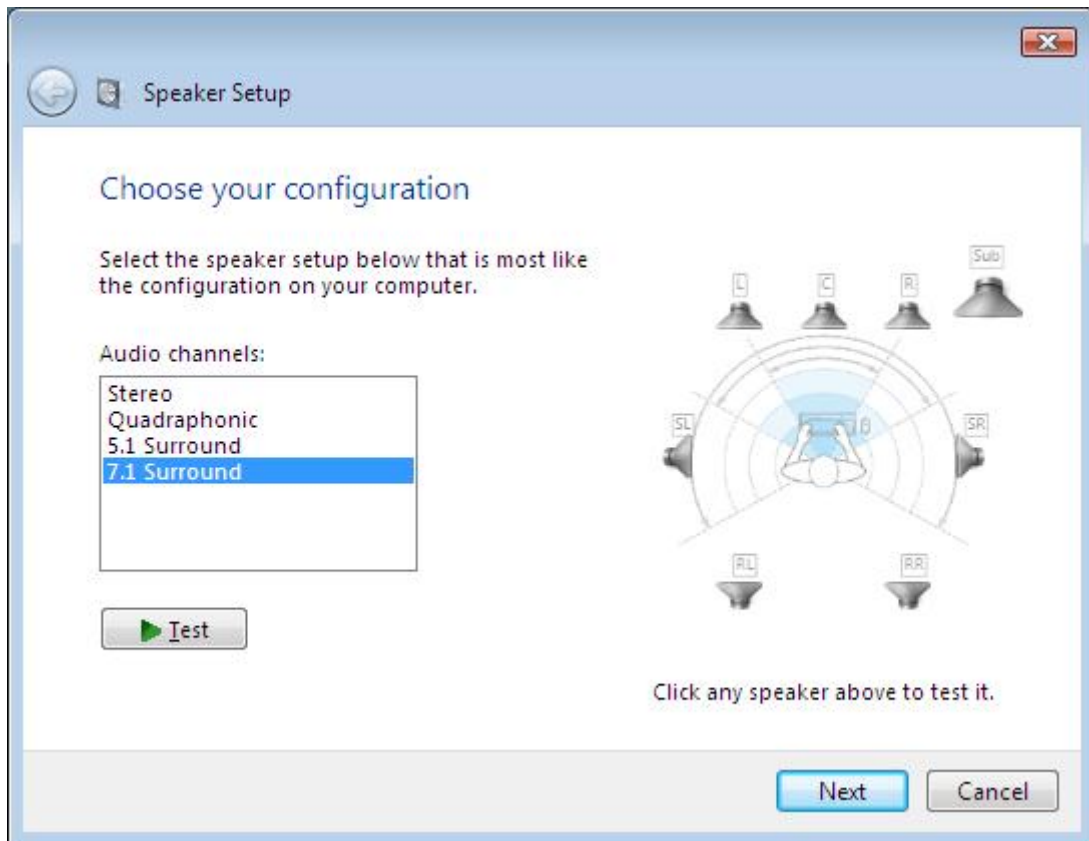 Speaker Setup
Choose your configuration
Select the speaker setup below that is most like
the configuration on your computer.
Audio channels:
Stereo
Quadraphonic
5.1 Surround
7.1 Surround
Test
Sub
L
C
R
SL
SR
RL
RR
Click any speaker above to test it.
Next
Cancel